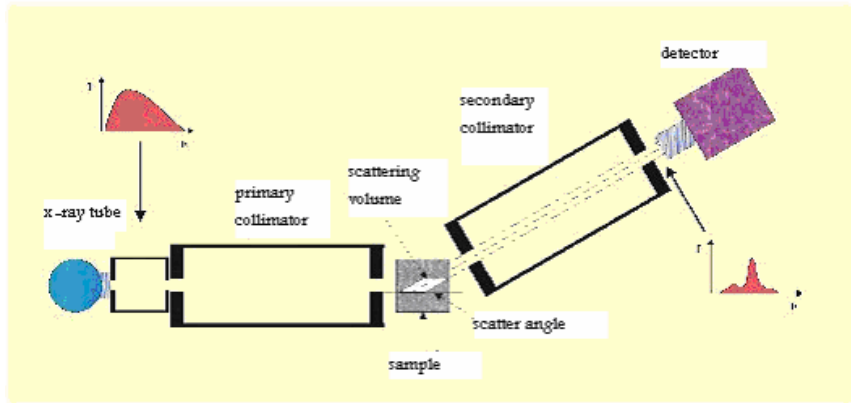 detector
secondary
collimator
scattering
volume
primary
collimator
x-ray tube
I
I
scatter angle
sample